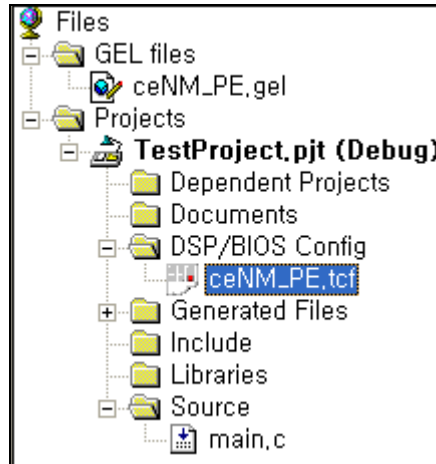 Files
GEL files
ceNM_PE.gel
Projects
TestProject.pjt (Debug)
Dependent Projects
Documents
DSP/BIOS Config
ceNM_PE.tcf
Generated Files
Include
Libraries
Source
main.c